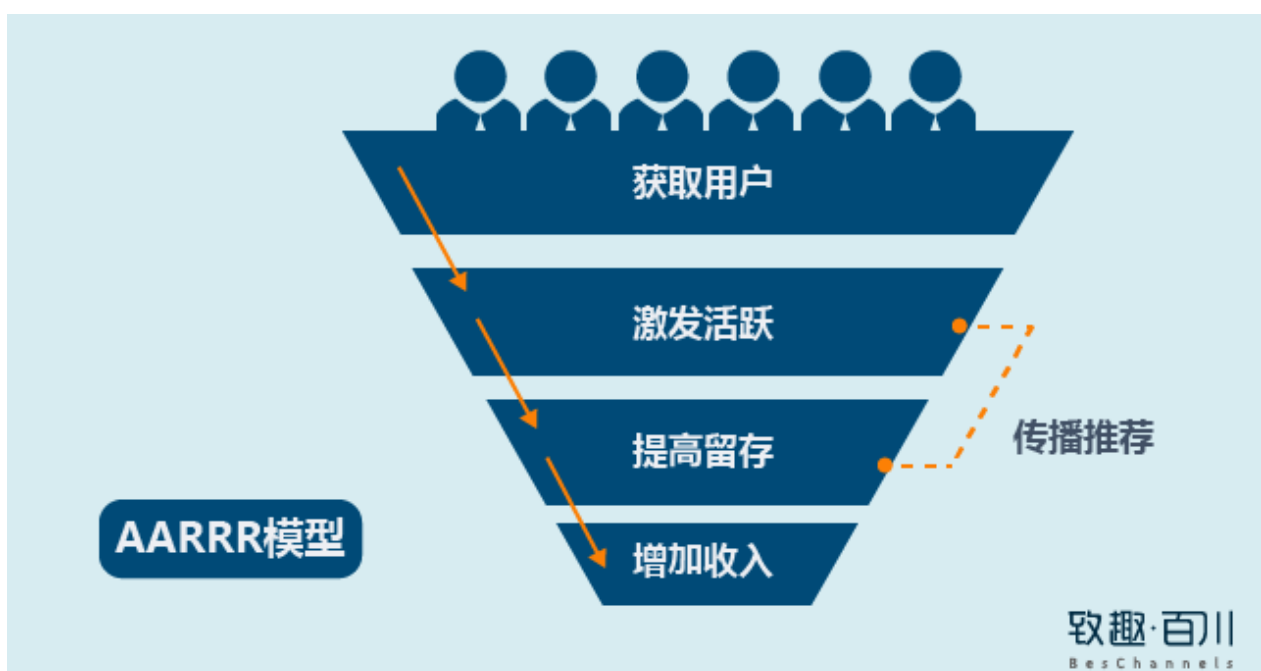 获取用户
激发活跃
提高留存
传播推荐
AARRR模型
增加收入
致趣·百川
BesChannels